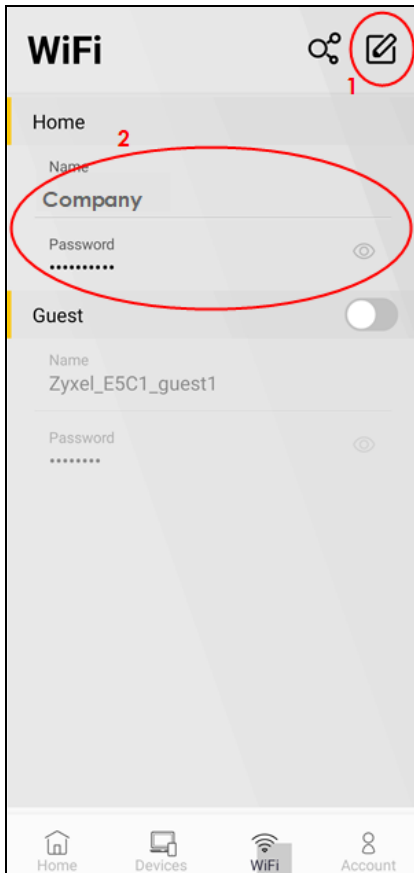 WiFi
1
Home
2
Name
Company
Password
••••••••••
Guest
Name
Zyxel_E5C1_guest1
Password
••••••••
Home Devices WiFi Account